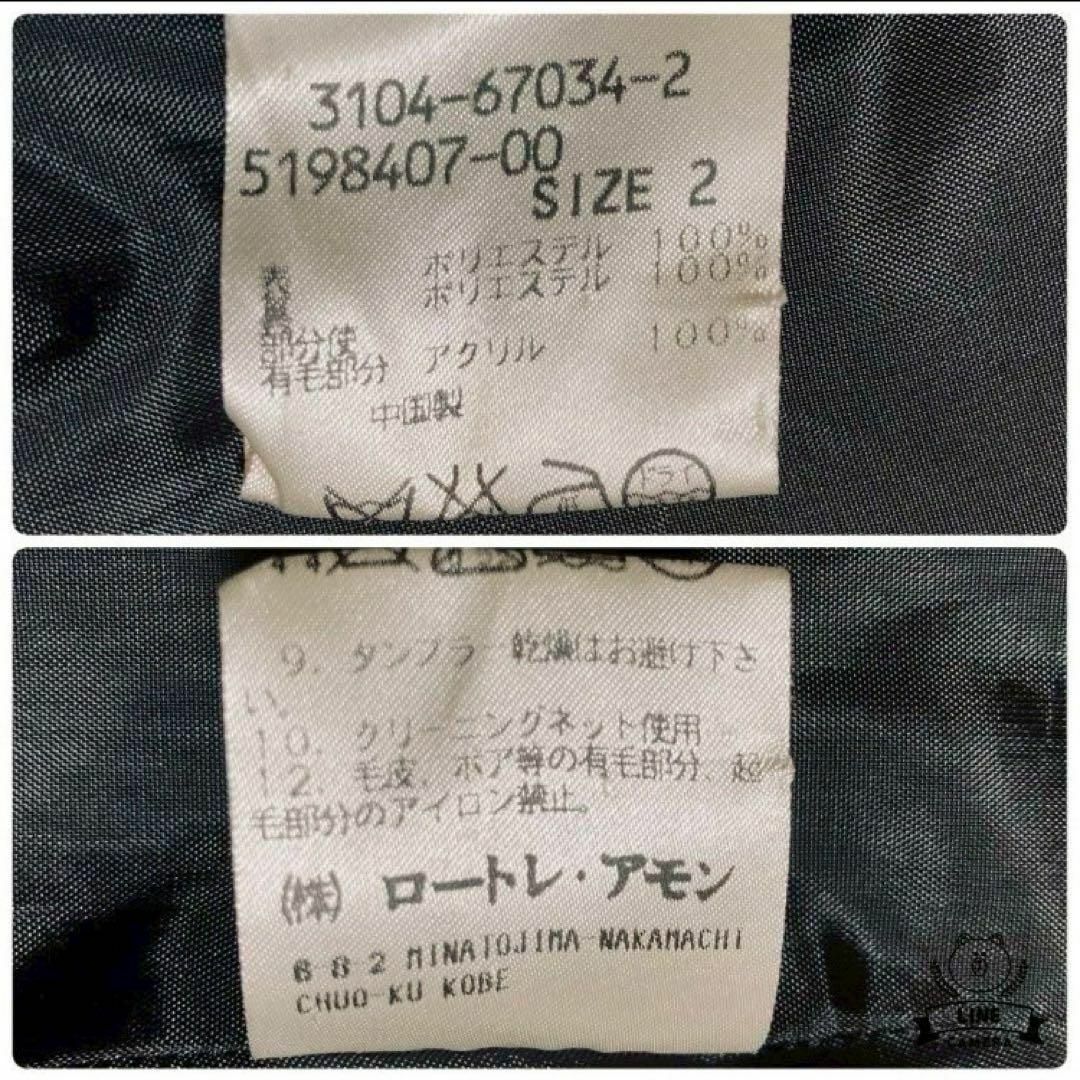 3104-67034-2
5198407-00
SIZE 2
ポリエステル 100%
ポリエステル 100%
部分使
有毛部分 アクリル 100%
中国製
ドライ
9. タンブラー乾燥はお避け下さ
い。
10. クリーニングネット使用
12. 毛皮、ボア等の有毛部分、起
毛部分のアイロン禁止。
(株) ロートレ・アモン
6 8 2 MINATOJIMA-NAKAMACHI
CHUO-KU KOBE
LINE
CAMERA